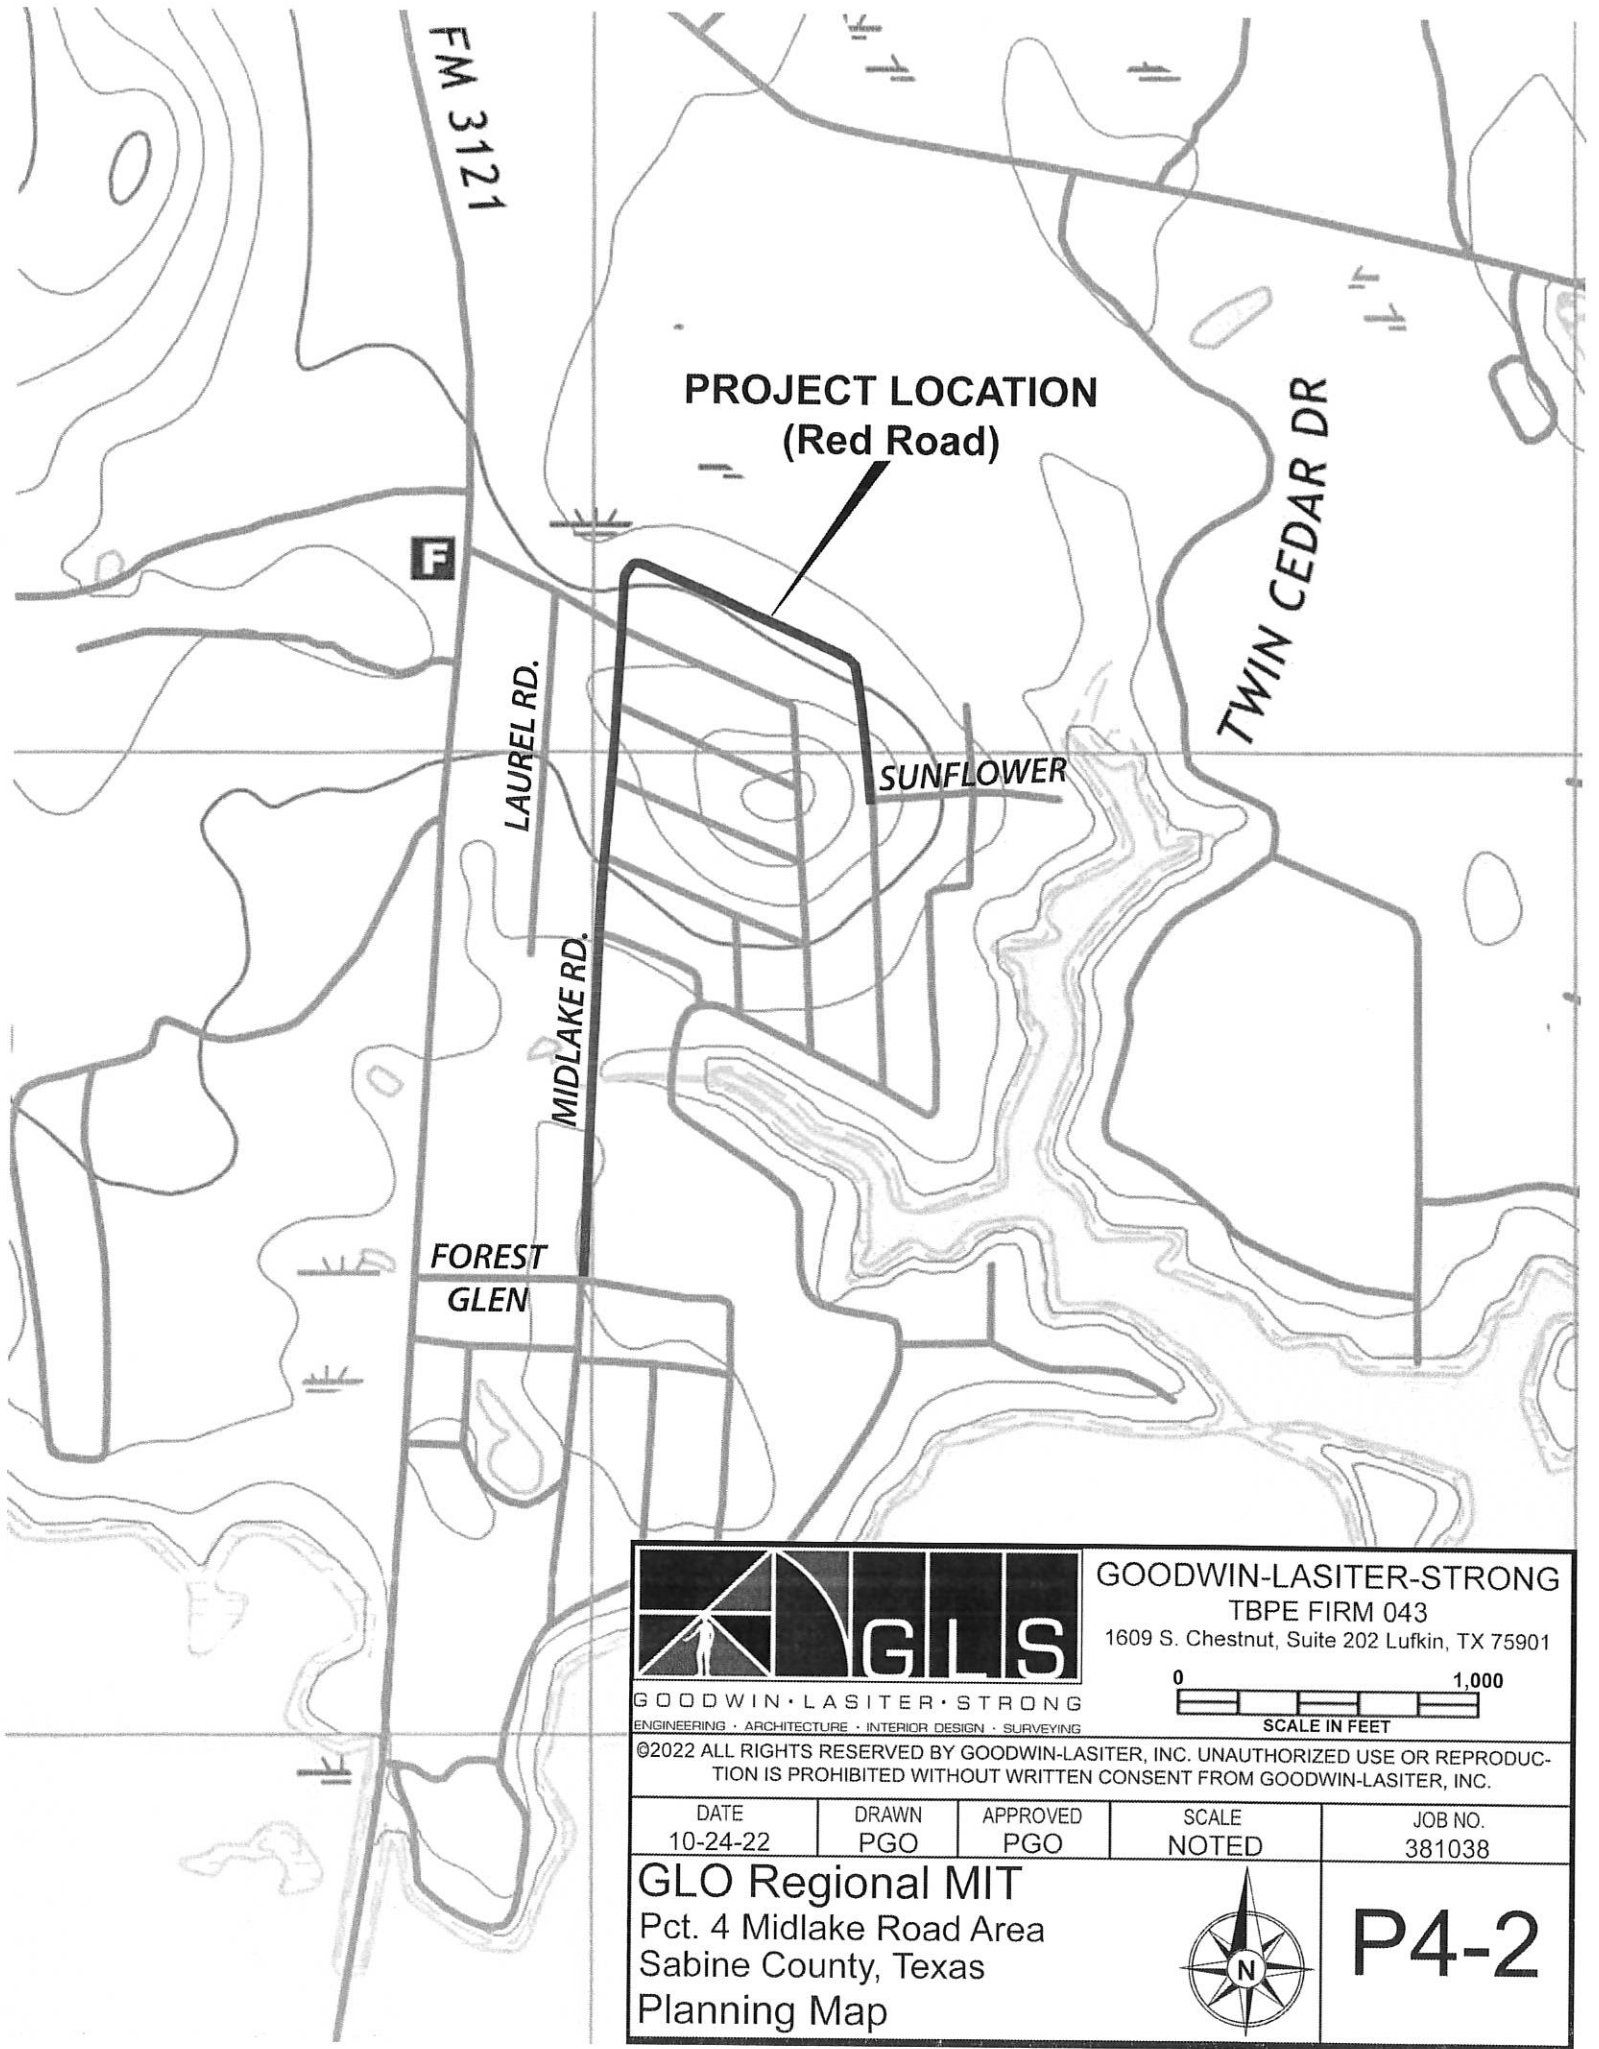 FM 3121
PROJECT LOCATION
(Red Road)
TWIN CEDAR DR
F
LAUREL RD.
SUNFLOWER
MIDLAKE RD.
FOREST
GLEN
GLS
GOODWIN·LASITER·STRONG
ENGINEERING · ARCHITECTURE · INTERIOR DESIGN · SURVEYING
GOODWIN-LASITER-STRONG
TBPE FIRM 043
1609 S. Chestnut, Suite 202 Lufkin, TX 75901
0 1,000
SCALE IN FEET
©2022 ALL RIGHTS RESERVED BY GOODWIN-LASITER, INC. UNAUTHORIZED USE OR REPRODUC-
TION IS PROHIBITED WITHOUT WRITTEN CONSENT FROM GOODWIN-LASITER, INC.
DATE DRAWN APPROVED SCALE JOB NO.
10-24-22 PGO PGO NOTED 381038
GLO Regional MIT
Pct. 4 Midlake Road Area
Sabine County, Texas
Planning Map
N
P4-2